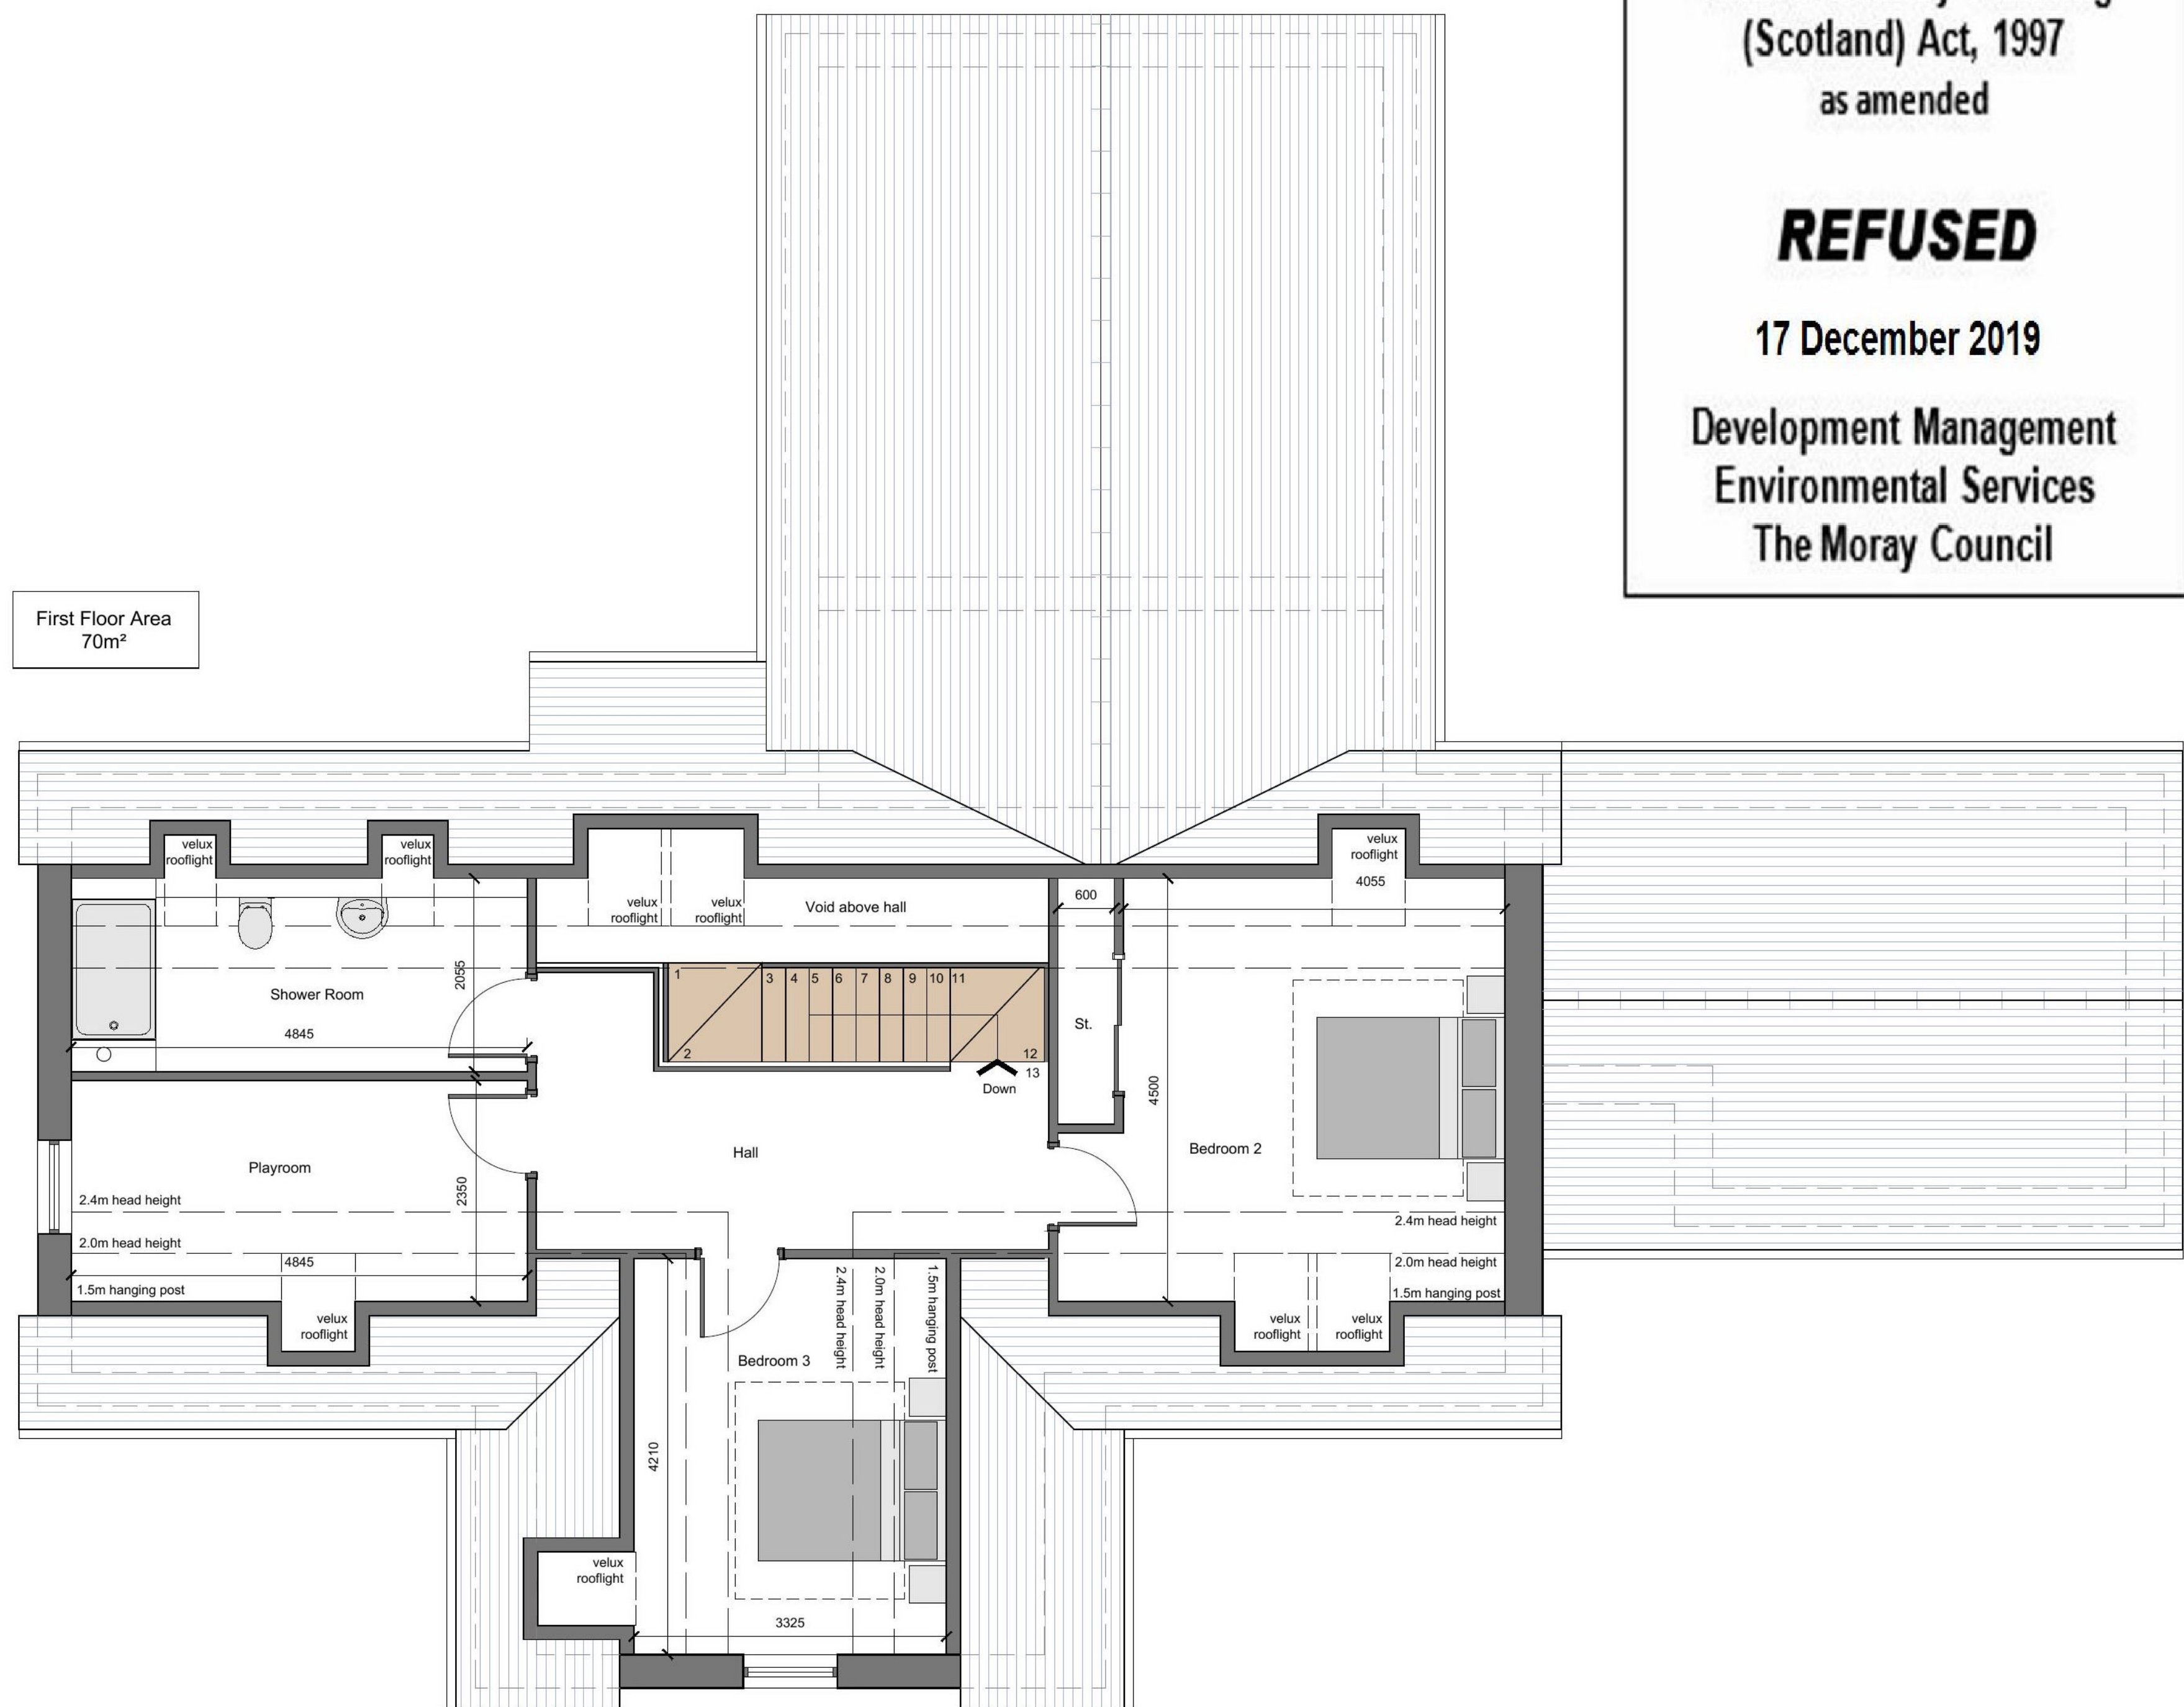 (Scotland) Act, 1997
as amended
REFUSED
17 December 2019
Development Management
Environmental Services
The Moray Council
First Floor Area
70m²
velux
rooflight
velux
rooflight
velux
rooflight
velux
rooflight
Void above hall
600
velux
rooflight
4055
2055
Shower Room
4845
1
2
3
4
5
6
7
8
9
10
11
12
13
Down
St.
4500
Bedroom 2
Playroom
2350
Hall
2.4m head height
2.0m head height
4845
1.5m hanging post
velux
rooflight
2.4m head height
2.0m head height
1.5m hanging post
velux
rooflight
velux
rooflight
2.4m head height
2.0m head height
1.5m hanging post
Bedroom 3
4210
velux
rooflight
3325